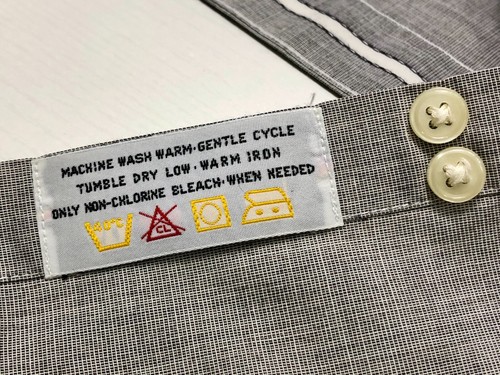 MACHINE WASH WARM·GENTLE CYCLE
TUMBLE DRY LOW·WARM IRON
ONLY NON-CHLORINE BLEACH·WHEN NEEDED
CL